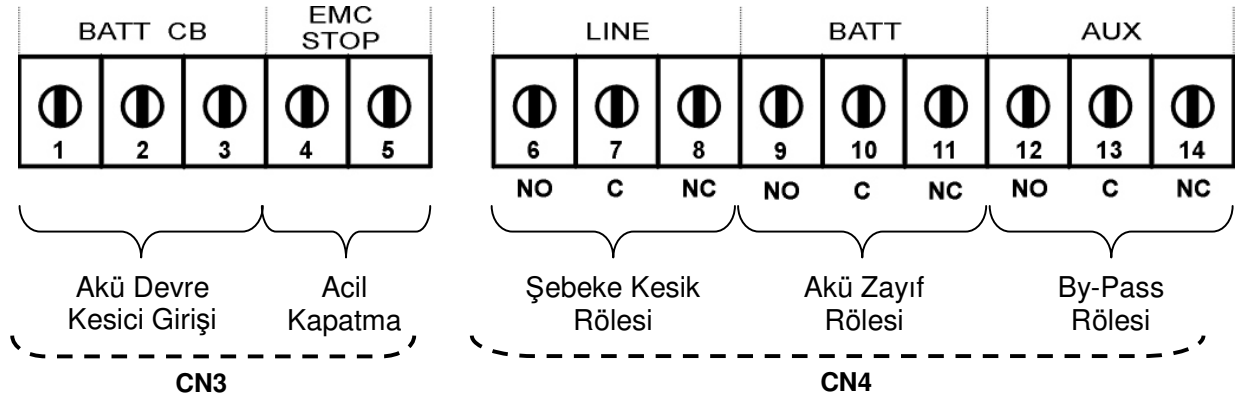 BATT CB
EMC
STOP
LINE
BATT
AUX
1 2 3 4 5
6 7 8 9 10 11 12 13 14
NO C NC NO C NC NO C NC
Akü Devre
Kesici Girişi
Acil
Kapatma
Şebeke Kesik
Rölesi
Akü Zayıf
Rölesi
By-Pass
Rölesi
CN3
CN4